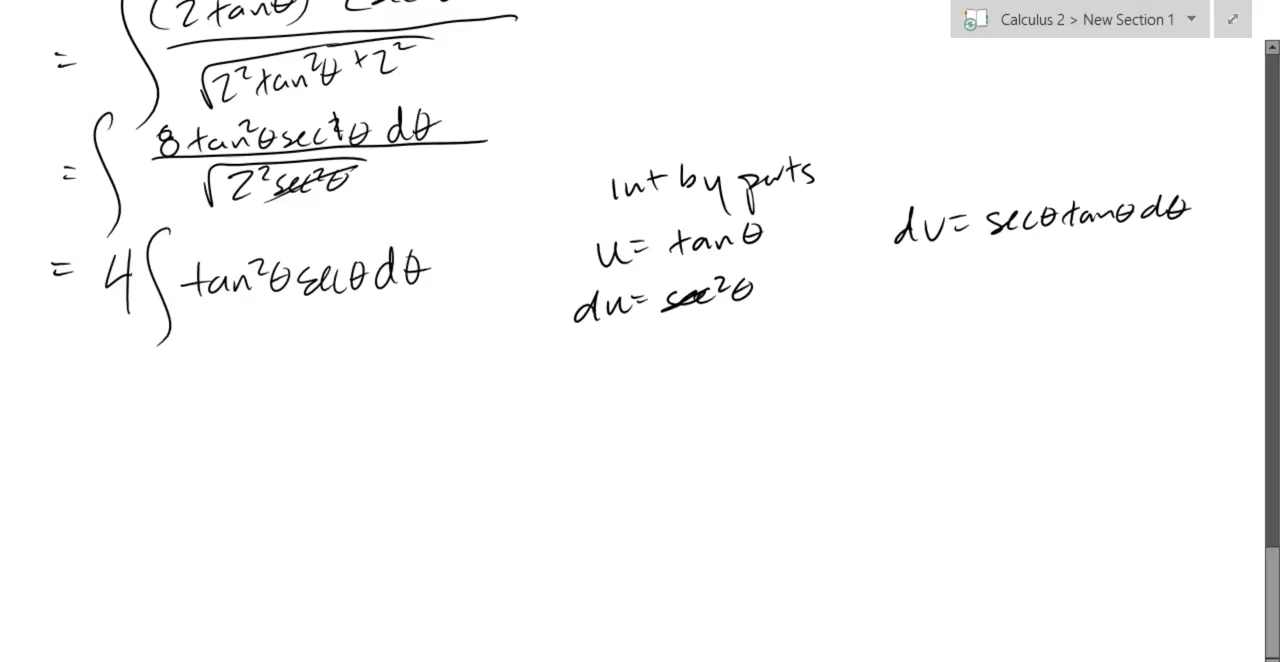 Calculus 2 > New Section 1
= ∫ (2 tanθ)
√2² tan²θ + 2²
= ∫ 8 tan²θ sec²θ dθ
√2² sec²θ
= 4 ∫ tan²θ secθ dθ
Int by parts
u = tanθ
dv = secθ tanθ dθ
du = sec²θ